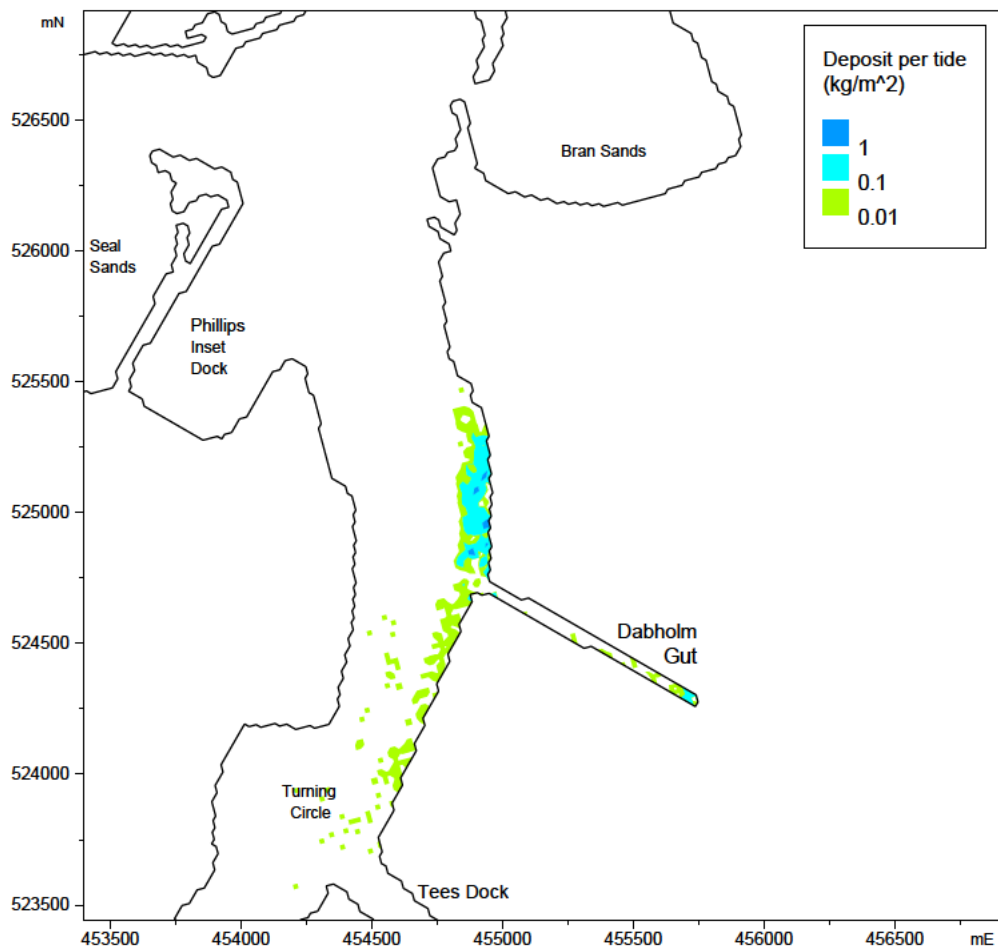 mN
Deposit per tide
(kg/m^2)
1
0.1
0.01
526500
Bran Sands
526000
Seal
Sands
Phillips
Inset
Dock
525500
525000
524500
Dabholm
Gut
524000
Turning
Circle
Tees Dock
523500
453500
454000
454500
455000
455500
456000
456500
mE